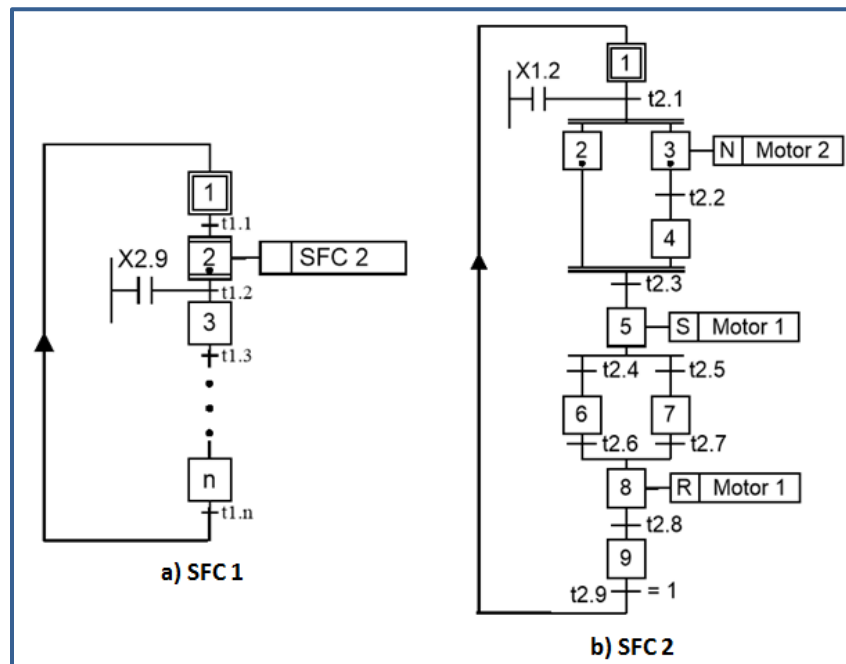 1
t1.1
2
SFC 2
X2.9
t1.2
3
t1.3
n
t1.n
a) SFC 1
1
X1.2
t2.1
2
3
N
Motor 2
t2.2
4
t2.3
5
S
Motor 1
t2.4
t2.5
6
7
t2.6
t2.7
8
R
Motor 1
t2.8
9
t2.9
= 1
b) SFC 2